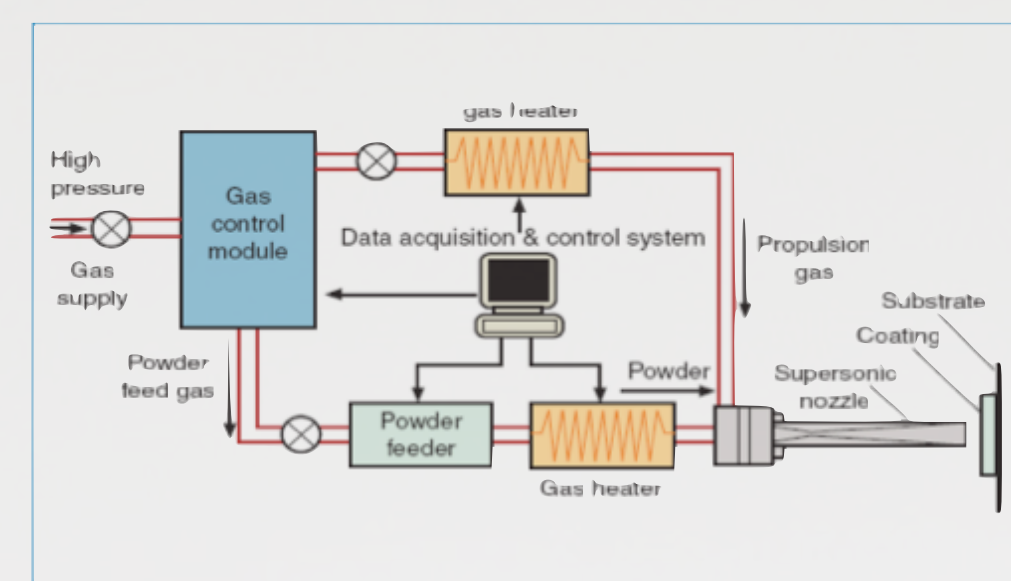 gas heater
High
pressure
Gas
control
module
Data acquisition & control system
Propulsion
gas
Gas
supply
Substrate
Coating
Powder
feed gas
Powder
Supersonic
nozzle
Powder
feeder
Gas heater